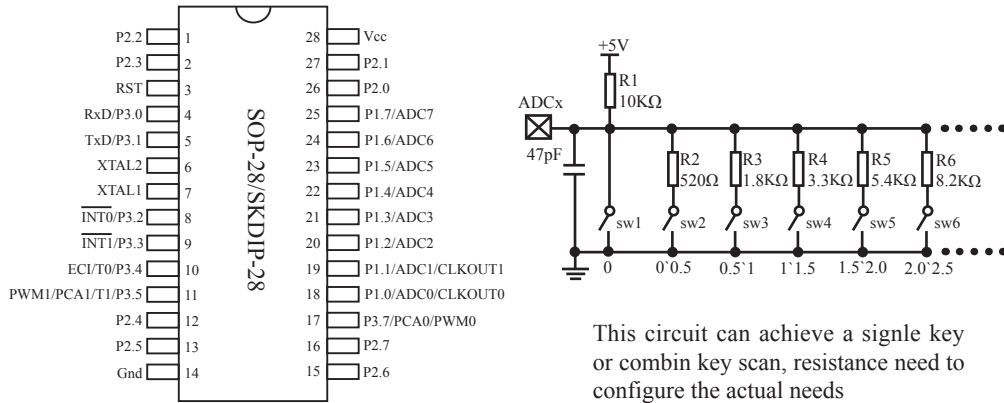 P2.2 1 28 Vcc
P2.3 2 27 P2.1
RST 3 26 P2.0
RxD/P3.0 4 25 P1.7/ADC7
TxD/P3.1 5 24 P1.6/ADC6
XTAL2 6 23 P1.5/ADC5
XTAL1 7 22 P1.4/ADC4
INT0/P3.2 8 21 P1.3/ADC3
INT1/P3.3 9 20 P1.2/ADC2
ECI/T0/P3.4 10 19 P1.1/ADC1/CLKOUT1
PWM1/PCA1/T1/P3.5 11 18 P1.0/ADC0/CLKOUT0
P2.4 12 17 P3.7/PCA0/PWM0
P2.5 13 16 P2.7
Gnd 14 15 P2.6
SOP-28/SKDIP-28
+5V
R1
10KΩ
ADCx
47pF
R2 R3 R4 R5 R6
520Ω 1.8KΩ 3.3KΩ 5.4KΩ 8.2KΩ
sw1 sw2 sw3 sw4 sw5 sw6
0 0`0.5 0.5`1 1`1.5 1.5`2.0 2.0`2.5
This circuit can achieve a signle key
or combin key scan, resistance need to
configure the actual needs